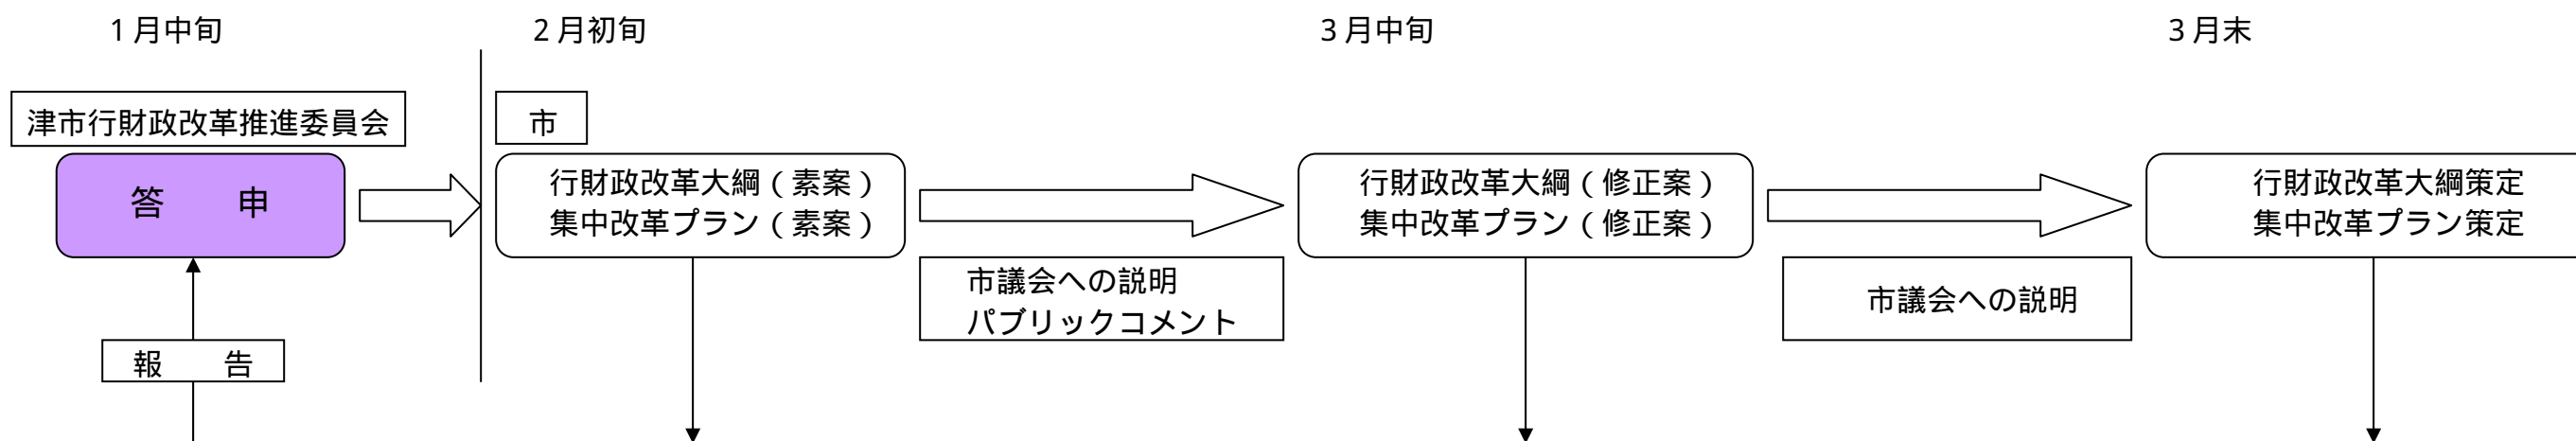 1月中旬
2月初旬
3月中旬
3月末
津市行財政改革推進委員会
市
答 申
行財政改革大綱(素案)
集中改革プラン(素案)
行財政改革大綱(修正案)
集中改革プラン(修正案)
行財政改革大綱策定
集中改革プラン策定
市議会への説明
パブリックコメント
市議会への説明
報 告